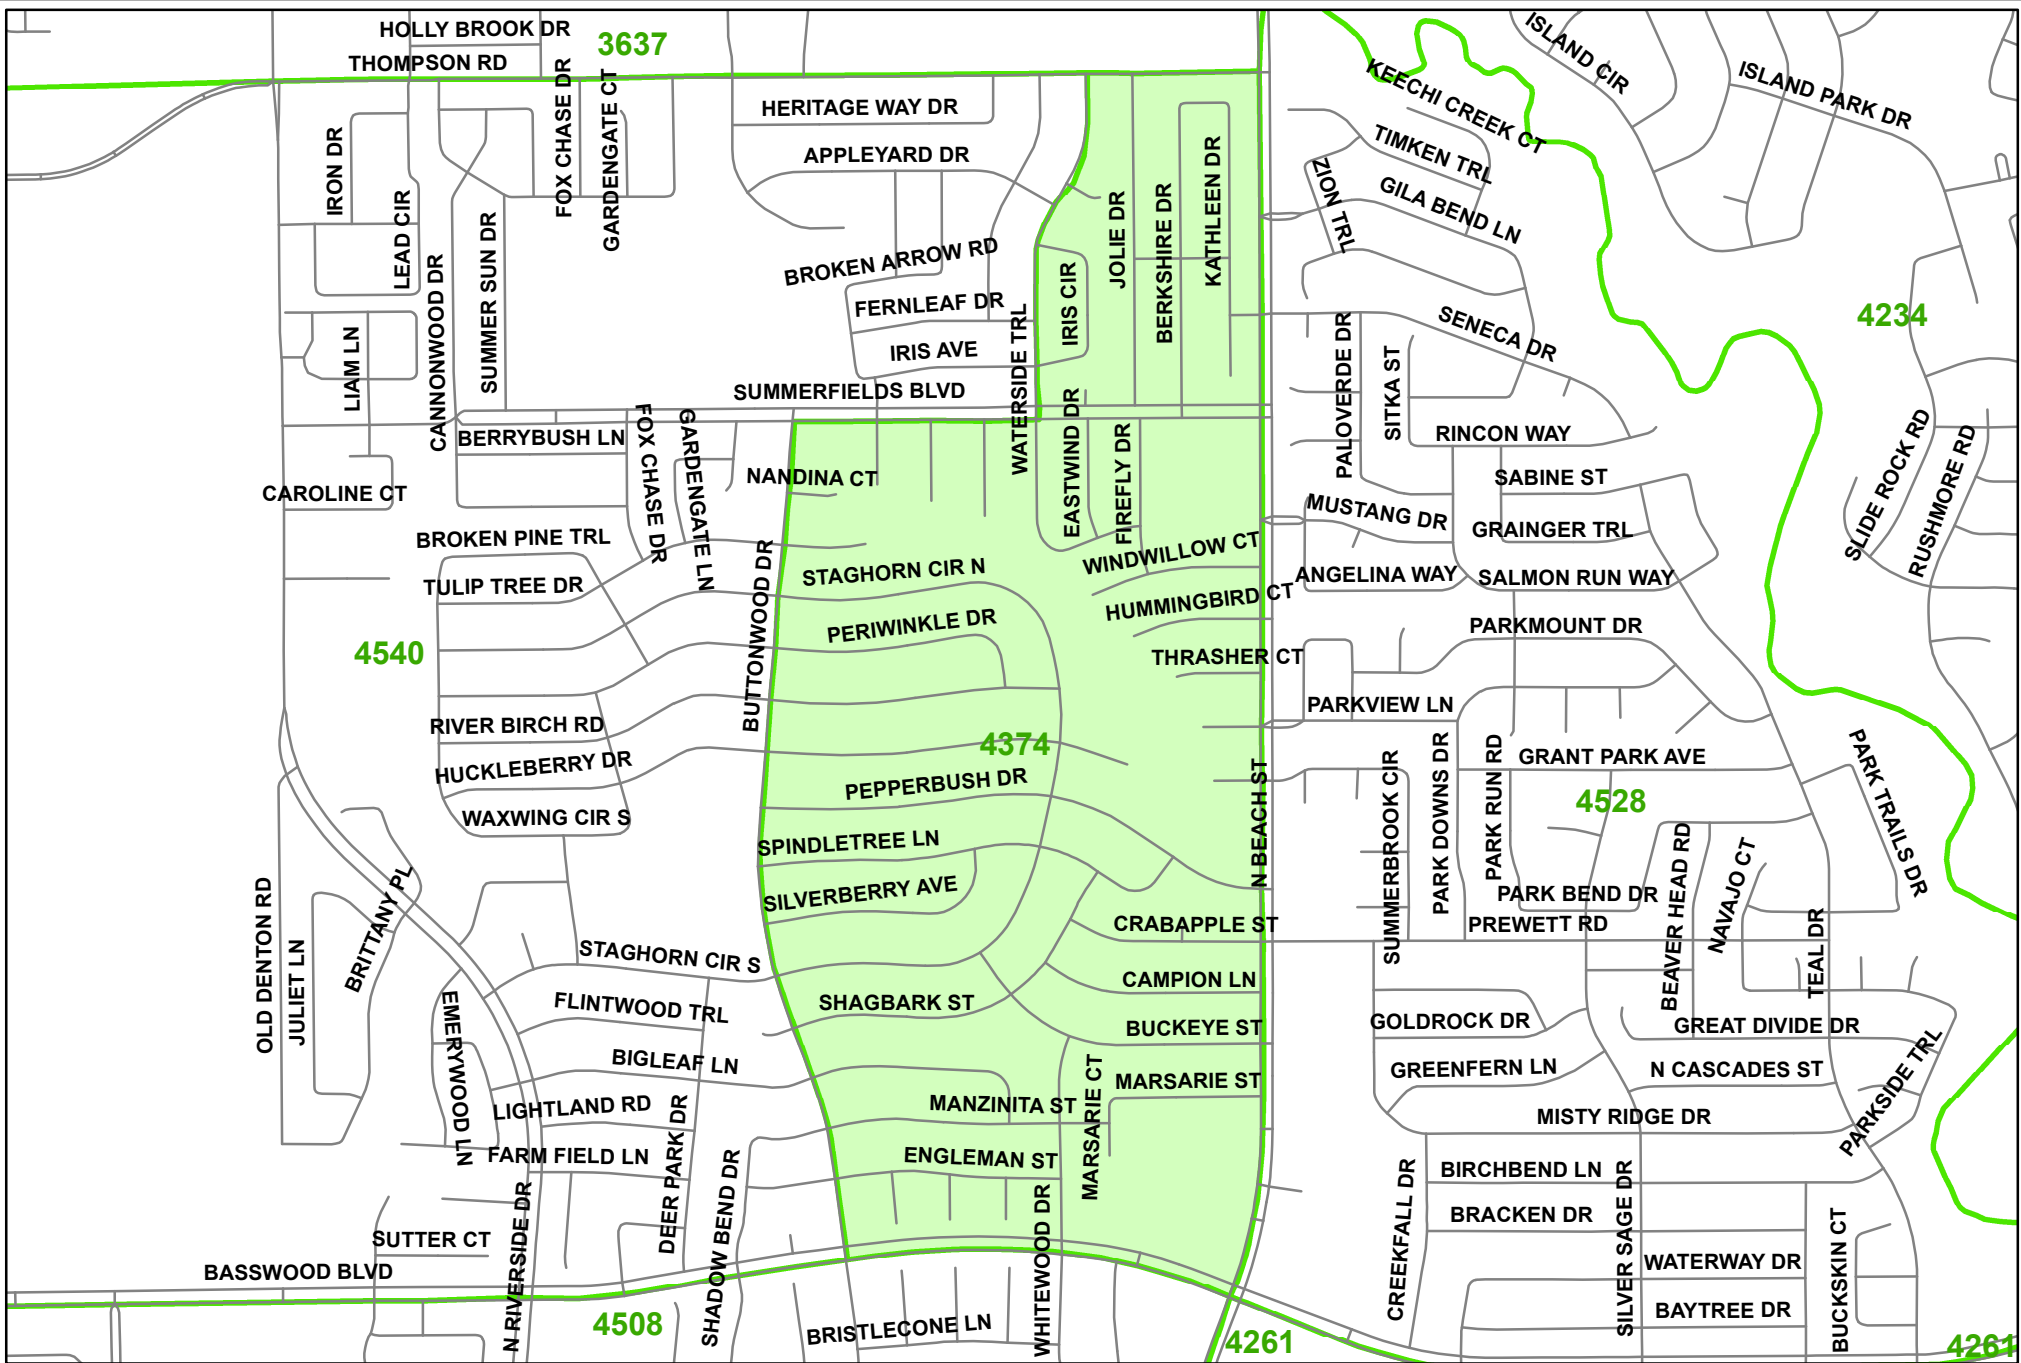 HOLLY BROOK DR
3637
THOMPSON RD
FOX CHASE DR
GARDENGATE CT
HERITAGE WAY DR
APPLEYARD DR
IRON DR
LEAD CIR
CANNONWOOD DR
SUMMER SUN DR
BROKEN ARROW RD
FERNLEAF DR
IRIS AVE
WATERSIDE TRL
IRIS CIR
JOLIE DR
BERKSHIRE DR
KATHLEEN DR
ISLAND CIR
KEECHI CREEK CT
ISLAND PARK DR
TIMKEN TRL
ZION TRL
GILA BEND LN
4234
SENECA DR
LIAM LN
SUMMERFIELDS BLVD
PALOVERDE DR
SITKA ST
RINCON WAY
BERRYBUSH LN
FOX CHASE DR
GARDENGATE LN
NANDINA CT
EASTWIND DR
FIREFLY DR
SABINE ST
SLIDE ROCK RD
RUSHMORE RD
CAROLINE CT
MUSTANG DR
GRAINGER TRL
BROKEN PINE TRL
WINDWILLOW CT
TULIP TREE DR
STAGHORN CIR N
ANGELINA WAY
SALMON RUN WAY
HUMMINGBIRD CT
BUTTONWOOD DR
PERIWINKLE DR
PARKMOUNT DR
4540
THRASHER CT
PARKVIEW LN
RIVER BIRCH RD
4374
HUCKLEBERRY DR
GRANT PARK AVE
PARK TRAILS DR
PEPPERBUSH DR
N BEACH ST
SUMMERBROOK CIR
PARK DOWNS DR
PARK RUN RD
4528
WAXWING CIR S
SPINDLETREE LN
SILVERBERRY AVE
BEAVER HEAD RD
NAVAJO CT
PARK BEND DR
OLD DENTON RD
JULIET LN
BRITTANY PL
CRABAPPLE ST
PREWETT RD
TEAL DR
STAGHORN CIR S
CAMPION LN
EMERYWOOD LN
FLINTWOOD TRL
SHAGBARK ST
BUCKEYE ST
GOLDROCK DR
GREAT DIVIDE DR
BIGLEAF LN
MARSARIE CT
MARSARIE ST
GREENFERN LN
N CASCADES ST
PARKSIDE TRL
LIGHTLAND RD
MANZINITA ST
MISTY RIDGE DR
DEER PARK DR
FARM FIELD LN
SHADOW BEND DR
ENGLEMAN ST
BIRCHBEND LN
SILVER SAGE DR
N RIVERSIDE DR
WHITEWOOD DR
CREEKFALL DR
BRACKEN DR
BUCKSKIN CT
SUTTER CT
WATERWAY DR
BASSWOOD BLVD
BAYTREE DR
4508
BRISTLECONE LN
4261
4261